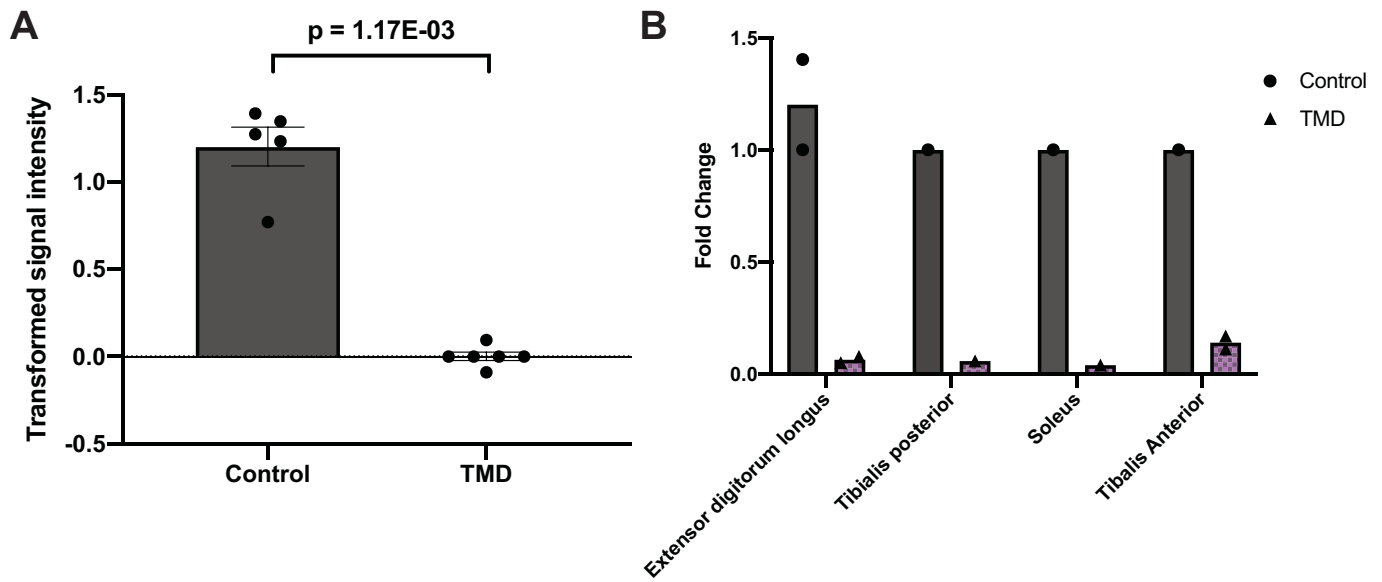 A
p = 1.17E-03
Transformed signal intensity
1.5
1.0
0.5
0.0
-0.5
Control
TMD
B
Fold Change
1.5
1.0
0.5
0.0
Extensor digitorum longus
Tibialis posterior
Soleus
Tibalis Anterior
Control
TMD